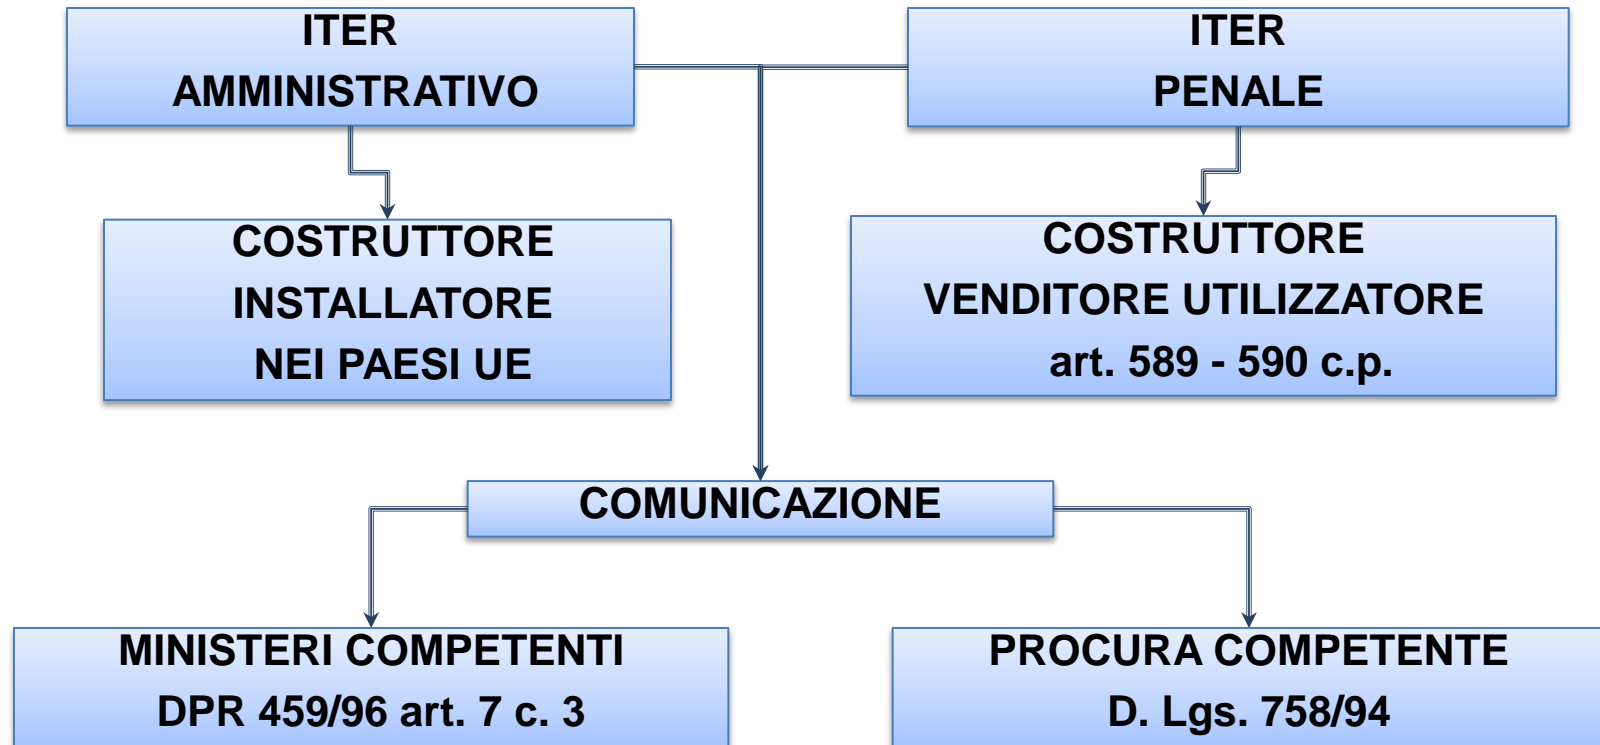 ITER
AMMINISTRATIVO
ITER
PENALE
COSTRUTTORE
INSTALLATORE
NEI PAESI UE
COSTRUTTORE
VENDITORE UTILIZZATORE
art. 589 - 590 c.p.
COMUNICAZIONE
MINISTERI COMPETENTI
DPR 459/96 art. 7 c. 3
PROCURA COMPETENTE
D. Lgs. 758/94